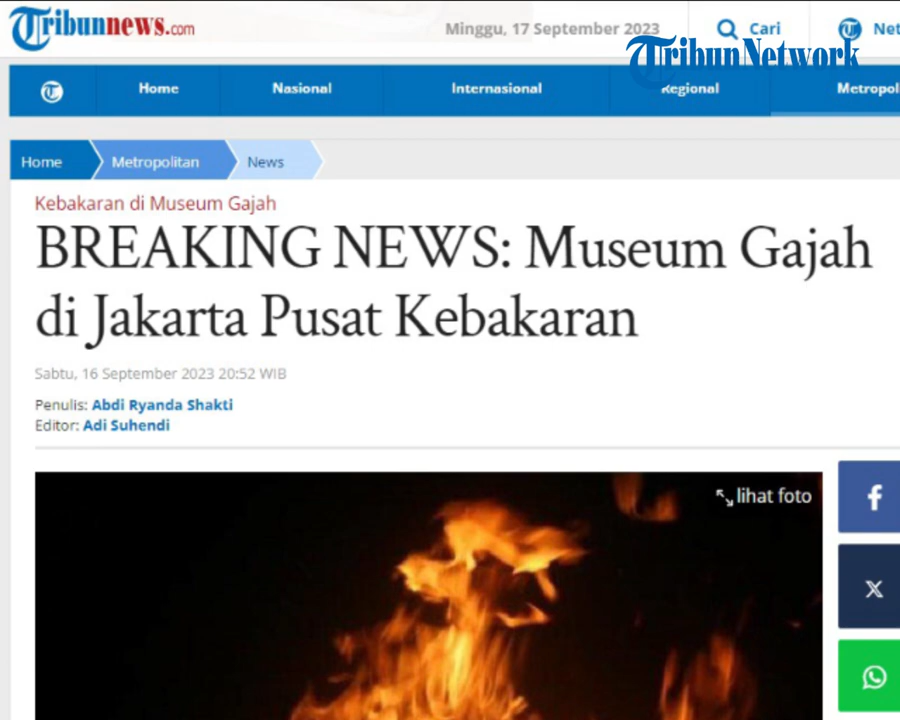 Tribunnews.com
Minggu, 17 September 2023
Cari
Net
TribunNetwork
Home Nasional Internasional Regional Metropol
Home Metropolitan News
Kebakaran di Museum Gajah
BREAKING NEWS: Museum Gajah
di Jakarta Pusat Kebakaran
Sabtu, 16 September 2023 20:52 WIB
Penulis: Abdi Ryanda Shakti
Editor: Adi Suhendi
lihat foto